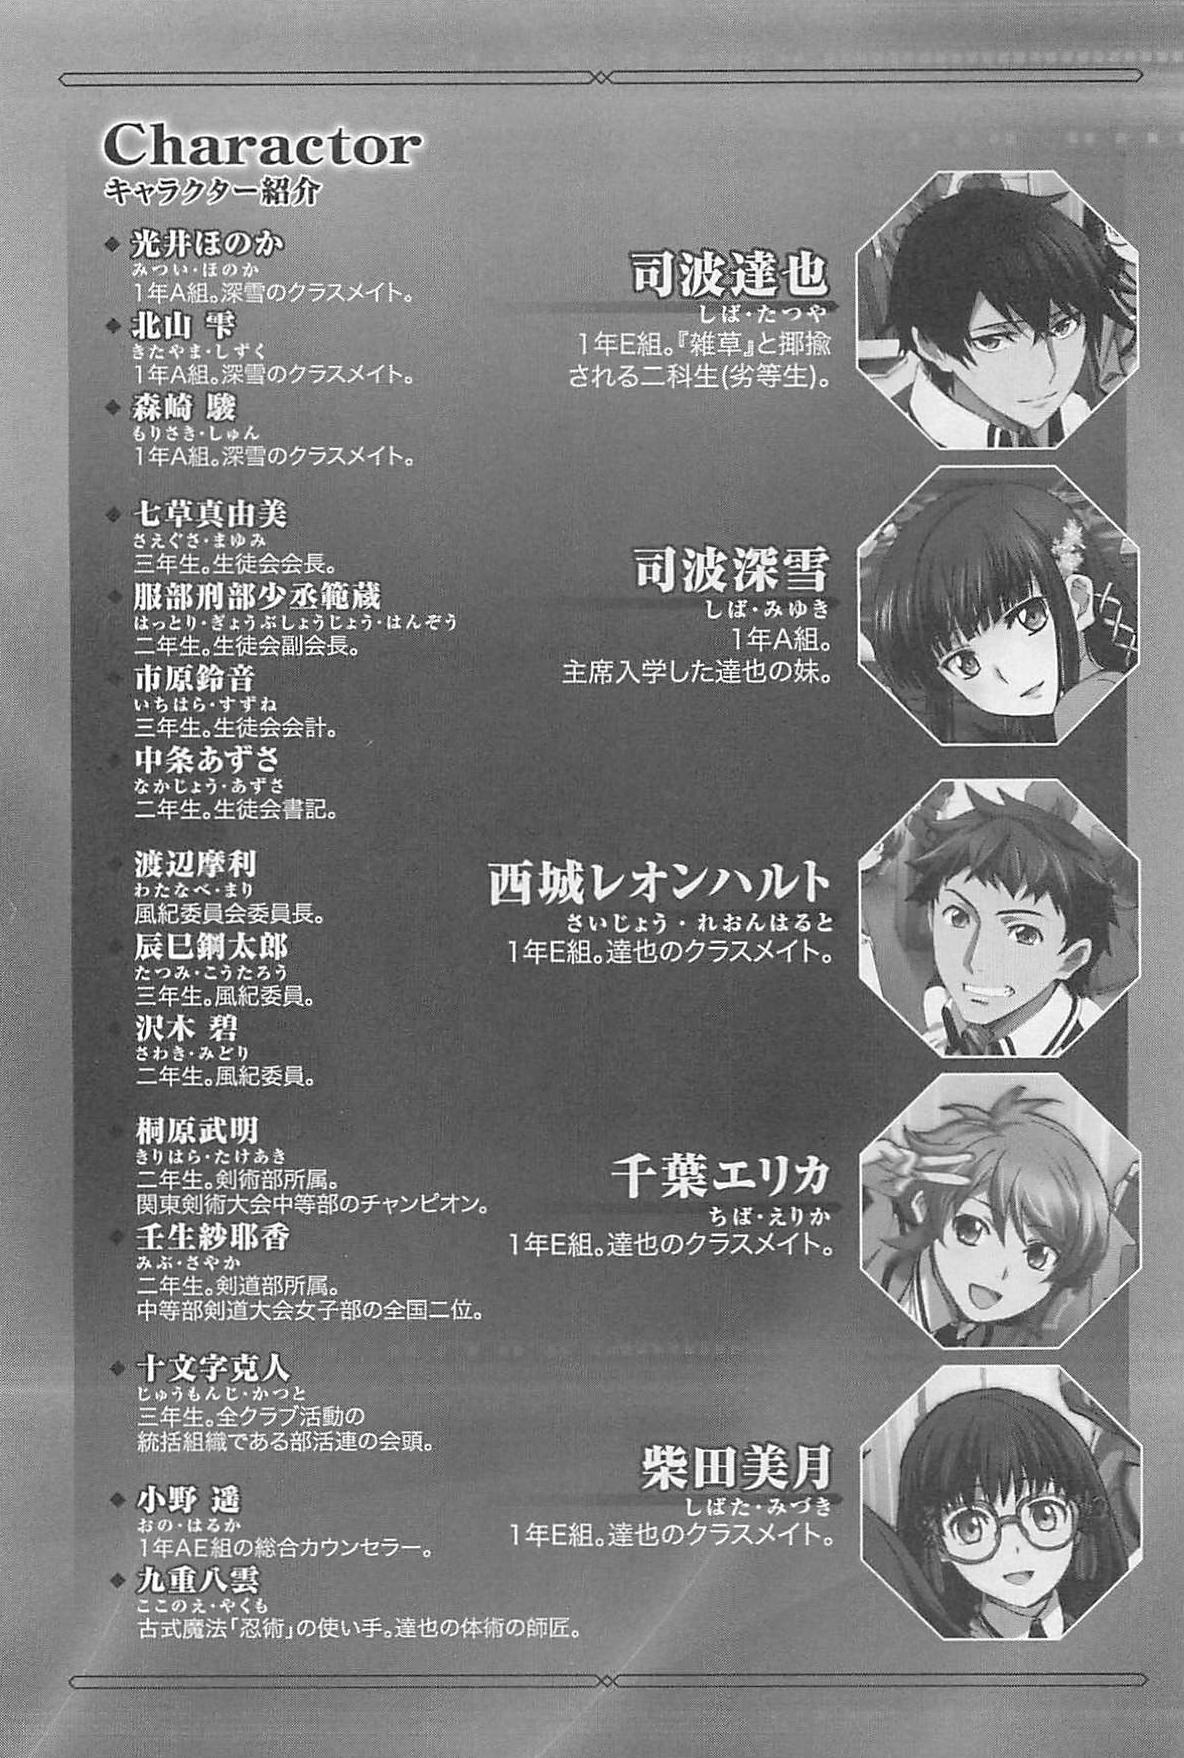 Charactor
キャラクター紹介
光井ほのか
みつい・ほのか
1年A組。深雪のクラスメイト。
北山 雫
きたやま・しずく
1年A組。深雪のクラスメイト。
森崎 駿
もりさき・しゅん
1年A組。深雪のクラスメイト。
七草真由美
さえぐさ・まゆみ
三年生。生徒会会長。
服部刑部少丞範蔵
はっとり・ぎょうぶしょうじょう・はんぞう
二年生。生徒会副会長。
市原鈴音
いちはら・すずね
三年生。生徒会会計。
中条あずさ
なかじょう・あずさ
二年生。生徒会書記。
渡辺摩利
わたなべ・まり
風紀委員会委員長。
辰巳鋼太郎
たつみ・こうたろう
三年生。風紀委員。
沢木 碧
さわき・みどり
二年生。風紀委員。
桐原武明
きりはら・たけあき
二年生。剣術部所属。
関東剣術大会中等部のチャンピオン。
壬生紗耶香
みぶ・さやか
二年生。剣道部所属。
中等部剣道大会女子部の全国二位。
十文字克人
じゅうもんじ・かつと
三年生。全クラブ活動の
統括組織である部活連の会頭。
小野 遥
おの・はるか
1年AE組の総合カウンセラー。
九重八雲
ここのえ・やくも
古式魔法「忍術」の使い手。達也の体術の師匠。
司波達也
しば・たつや
1年E組。『雑草』と揶揄
される二科生(劣等生)。
司波深雪
しば・みゆき
1年A組。
主席入学した達也の妹。
西城レオンハルト
さいじょう・れおんはると
1年E組。達也のクラスメイト。
千葉エリカ
ちば・えりか
1年E組。達也のクラスメイト。
柴田美月
しばた・みづき
1年E組。達也のクラスメイト。